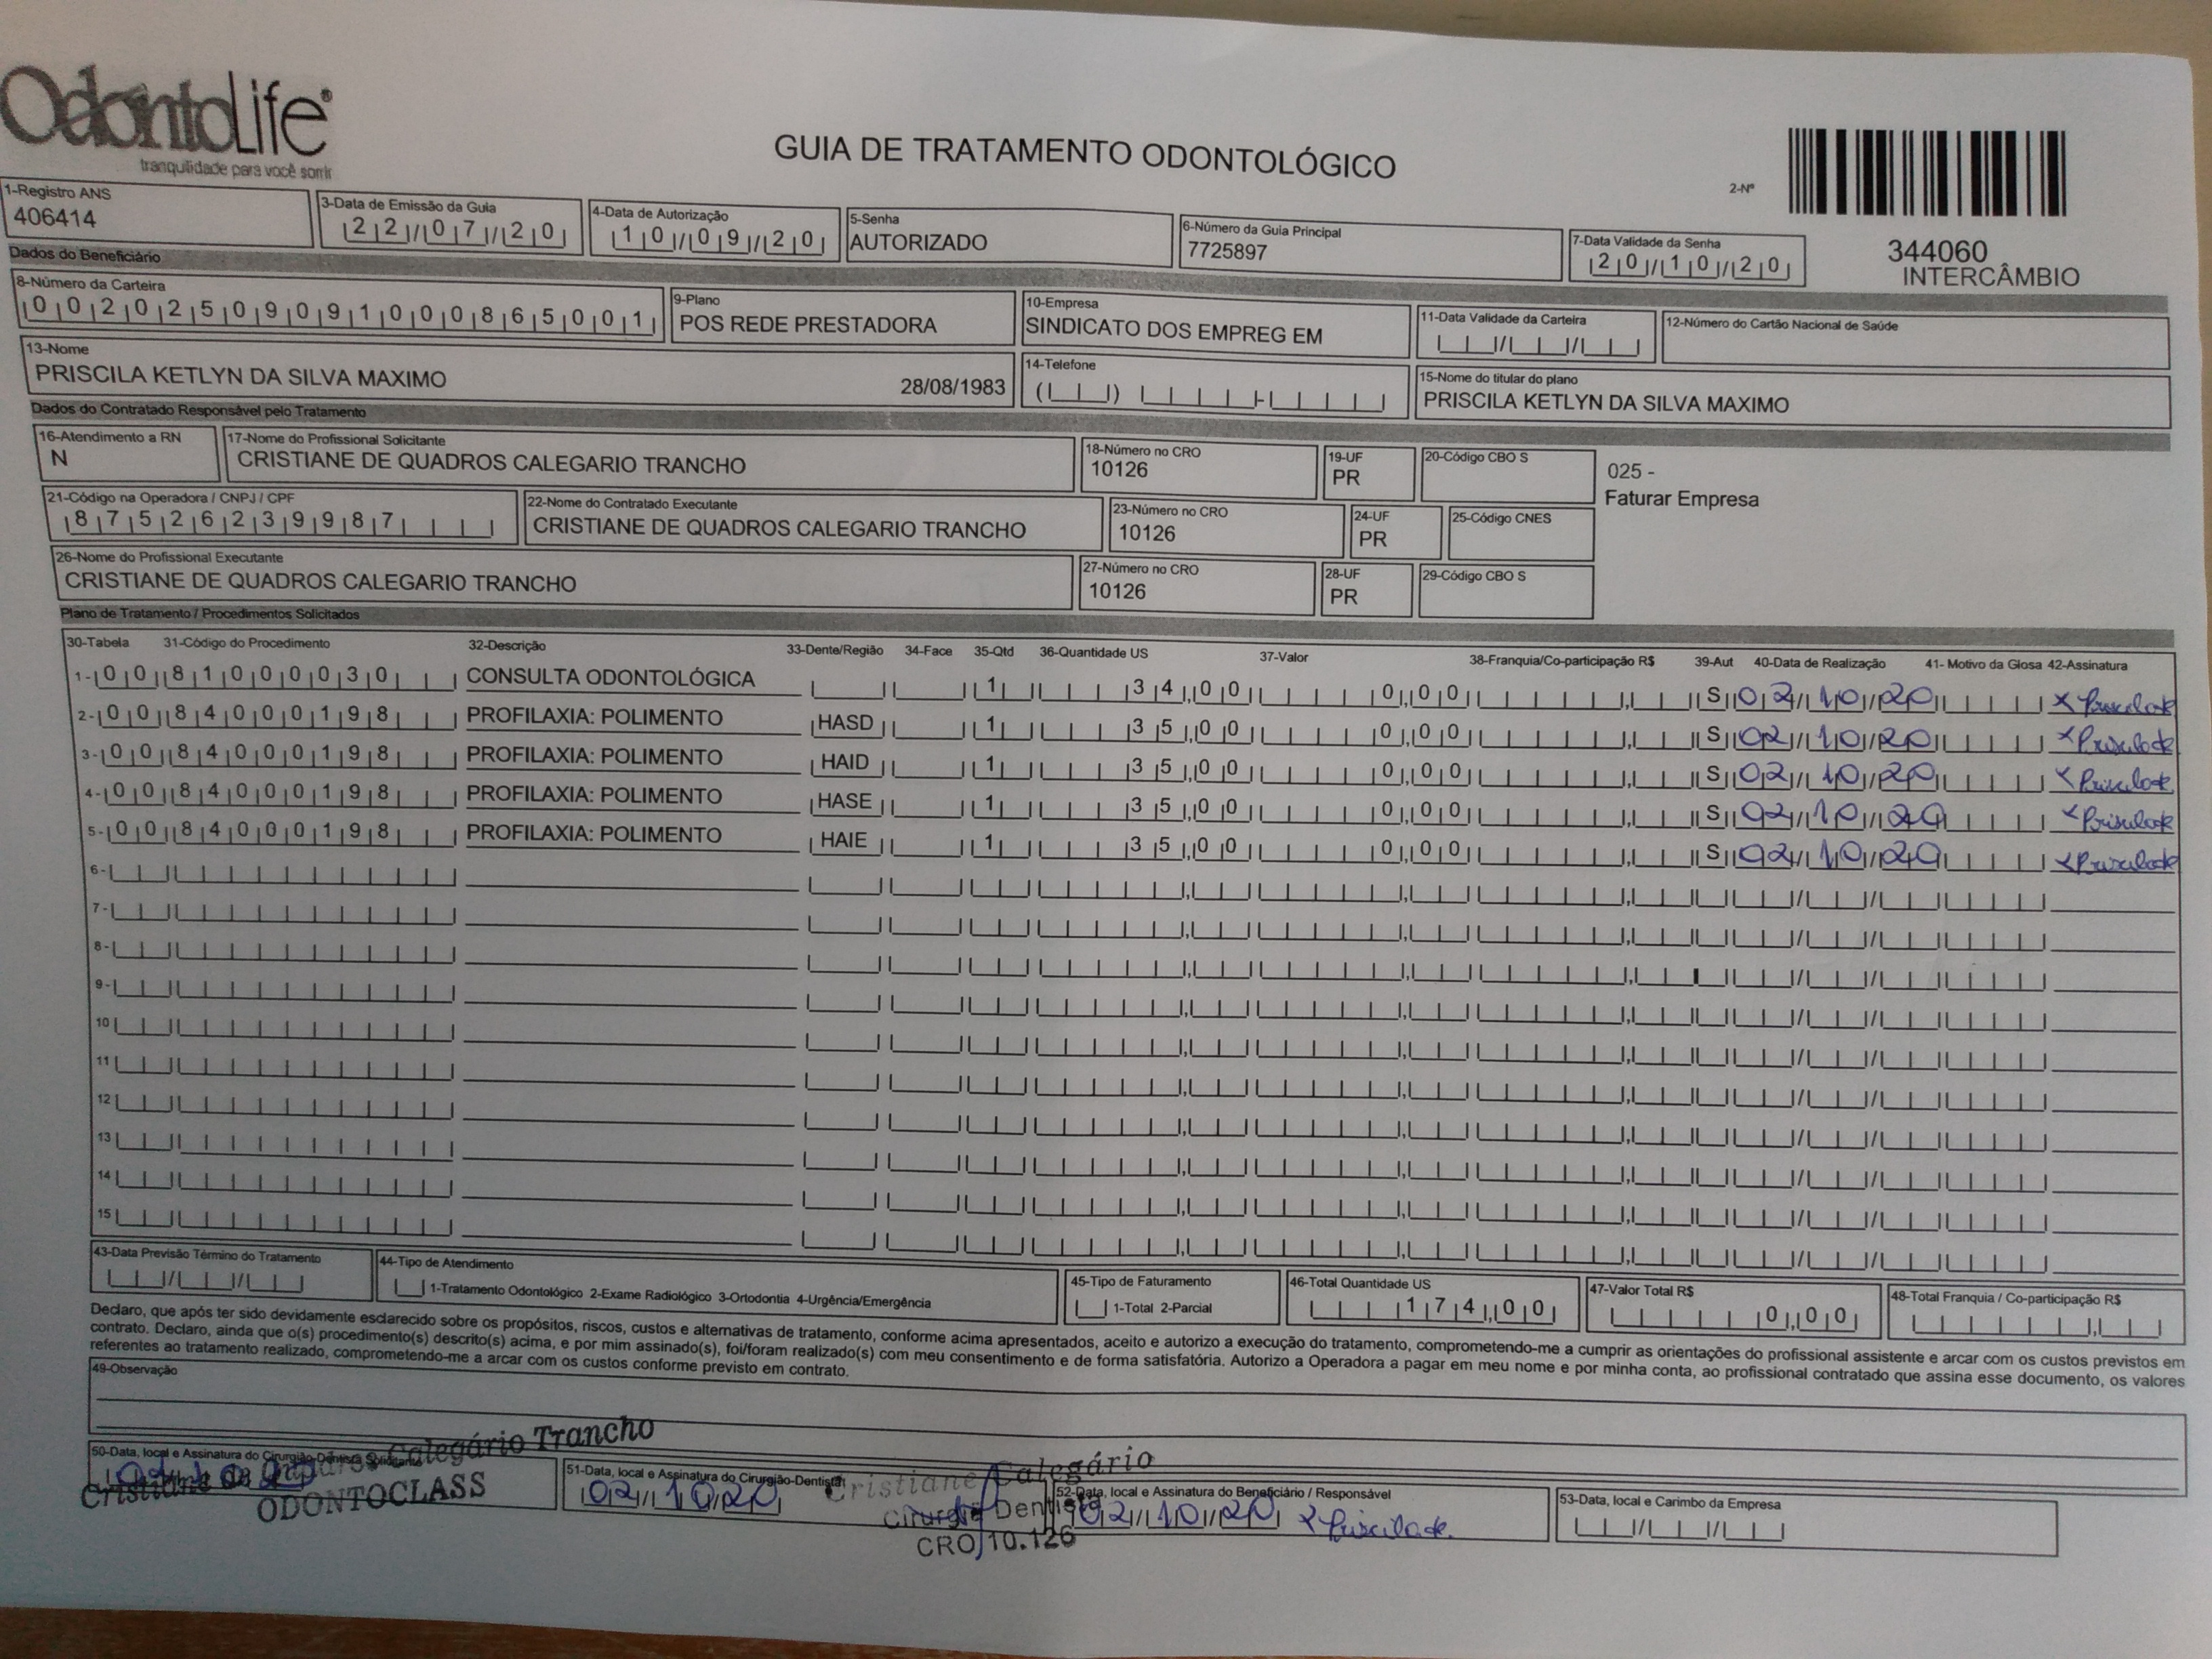 OdontoLife®
tranquilidade para você sorrir
GUIA DE TRATAMENTO ODONTOLÓGICO
2-Nº
344060
INTERCÂMBIO
1-Registro ANS
406414
3-Data de Emissão da Guia
22/07/20
4-Data de Autorização
10/09/20
5-Senha
AUTORIZADO
6-Número da Guia Principal
7725897
7-Data Validade da Senha
20/10/20
Dados do Beneficiário
8-Número da Carteira
00202509091000865001
9-Plano
POS REDE PRESTADORA
10-Empresa
SINDICATO DOS EMPREG EM
11-Data Validade da Carteira
12-Número do Cartão Nacional de Saúde
13-Nome
PRISCILA KETLYN DA SILVA MAXIMO 28/08/1983
14-Telefone
15-Nome do titular do plano
PRISCILA KETLYN DA SILVA MAXIMO
Dados do Contratado Responsável pelo Tratamento
16-Atendimento a RN
N
17-Nome do Profissional Solicitante
CRISTIANE DE QUADROS CALEGARIO TRANCHO
18-Número no CRO
10126
19-UF
PR
20-Código CBO S
025 -
Faturar Empresa
21-Código na Operadora / CNPJ / CPF
87526239987
22-Nome do Contratado Executante
CRISTIANE DE QUADROS CALEGARIO TRANCHO
23-Número no CRO
10126
24-UF
PR
25-Código CNES
26-Nome do Profissional Executante
CRISTIANE DE QUADROS CALEGARIO TRANCHO
27-Número no CRO
10126
28-UF
PR
29-Código CBO S
Plano de Tratamento / Procedimentos Solicitados
30-Tabela 31-Código do Procedimento 32-Descrição 33-Dente/Região 34-Face 35-Qtd 36-Quantidade US 37-Valor 38-Franquia/Co-participação R$ 39-Aut 40-Data de Realização 41- Motivo da Glosa 42-Assinatura
1- 00 81000030 CONSULTA ODONTOLÓGICA 1 34,00 0,00 S 02/10/20
2- 00 84000198 PROFILAXIA: POLIMENTO HASD 1 35,00 0,00 S 02/10/20
3- 00 84000198 PROFILAXIA: POLIMENTO HAID 1 35,00 0,00 S 02/10/20
4- 00 84000198 PROFILAXIA: POLIMENTO HASE 1 35,00 0,00 S 02/10/20
5- 00 84000198 PROFILAXIA: POLIMENTO HAIE 1 35,00 0,00 S 02/10/20
6-
7-
8-
9-
10
11
12
13
14
15
43-Data Previsão Término do Tratamento
44-Tipo de Atendimento
1-Tratamento Odontológico 2-Exame Radiológico 3-Ortodontia 4-Urgência/Emergência
45-Tipo de Faturamento
1-Total 2-Parcial
46-Total Quantidade US
174,00
47-Valor Total R$
0,00
48-Total Franquia / Co-participação R$
Declaro, que após ter sido devidamente esclarecido sobre os propósitos, riscos, custos e alternativas de tratamento, conforme acima apresentados, aceito e autorizo a execução do tratamento, comprometendo-me a cumprir as orientações do profissional assistente e arcar com os custos previstos em
contrato. Declaro, ainda que o(s) procedimento(s) descrito(s) acima, e por mim assinado(s), foi/foram realizado(s) com meu consentimento e de forma satisfatória. Autorizo a Operadora a pagar em meu nome e por minha conta, ao profissional contratado que assina esse documento, os valores
referentes ao tratamento realizado, comprometendo-me a arcar com os custos conforme previsto em contrato.
49-Observação
50-Data, local e Assinatura do Cirurgião-Dentista Solicitante
Cristiane de Calegário Trancho
ODONTOCLASS
51-Data, local e Assinatura do Cirurgião-Dentista
02/10/20
Cristiane Calegário
Cirurgiã Dentista
CRO 10.126
52-Data, local e Assinatura do Beneficiário / Responsável
02/10/20
53-Data, local e Carimbo da Empresa